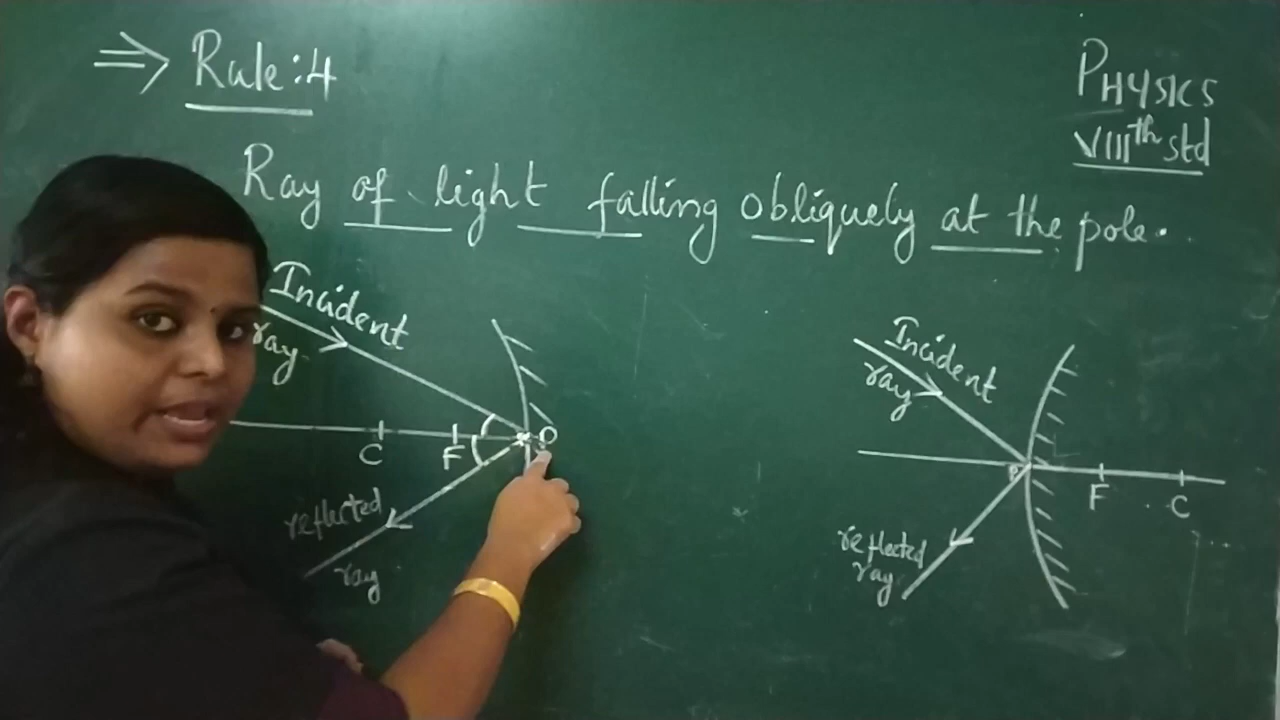 ⇒ Rule:4
PHYSICS
VIIIth std
Ray of light falling obliquely at the pole.
Incident
ray
C
F
P
reflected
ray
Incident
ray
P
F
C
reflected
ray